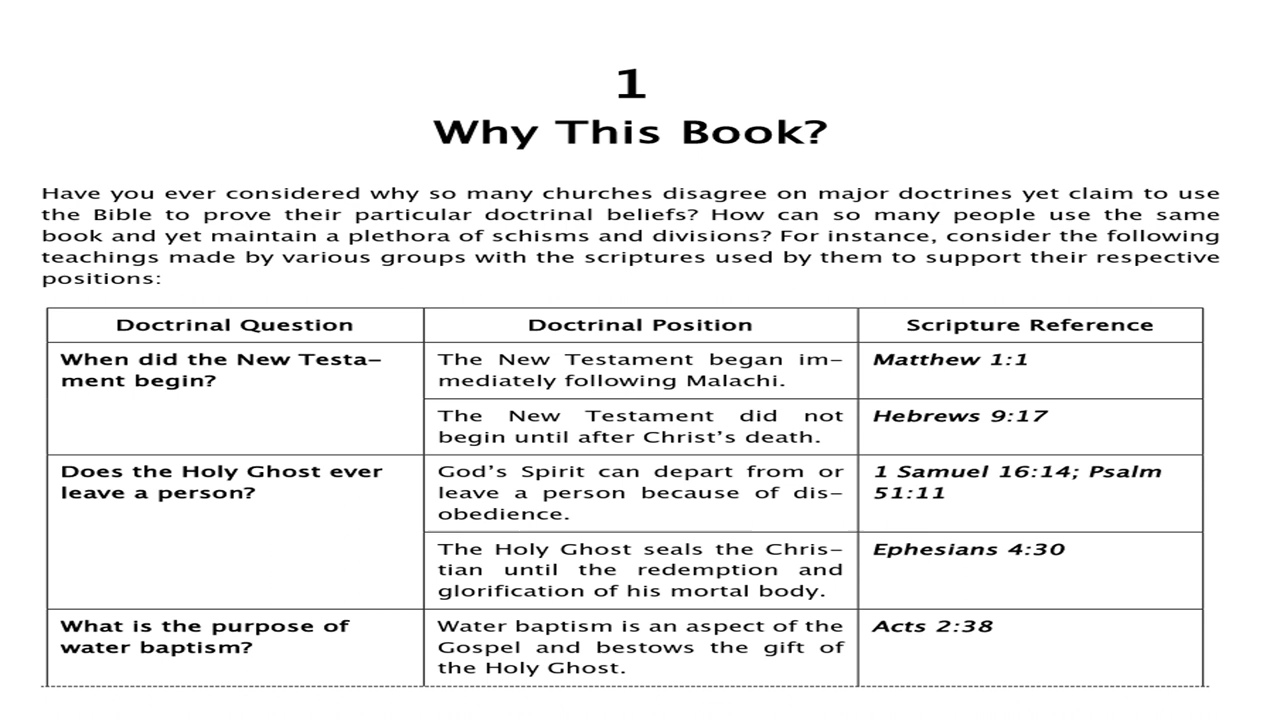 1
Why This Book?
Have you ever considered why so many churches disagree on major doctrines yet claim to use
the Bible to prove their particular doctrinal beliefs? How can so many people use the same
book and yet maintain a plethora of schisms and divisions? For instance, consider the following
teachings made by various groups with the scriptures used by them to support their respective
positions:
Doctrinal Question
Doctrinal Position
Scripture Reference
When did the New Testa–
ment begin?
The New Testament began im–
mediately following Malachi.
Matthew 1:1
The New Testament did not
begin until after Christ’s death.
Hebrews 9:17
Does the Holy Ghost ever
leave a person?
God’s Spirit can depart from or
leave a person because of dis–
obedience.
1 Samuel 16:14; Psalm
51:11
The Holy Ghost seals the Chris–
tian until the redemption and
glorification of his mortal body.
Ephesians 4:30
What is the purpose of
water baptism?
Water baptism is an aspect of the
Gospel and bestows the gift of
the Holy Ghost.
Acts 2:38